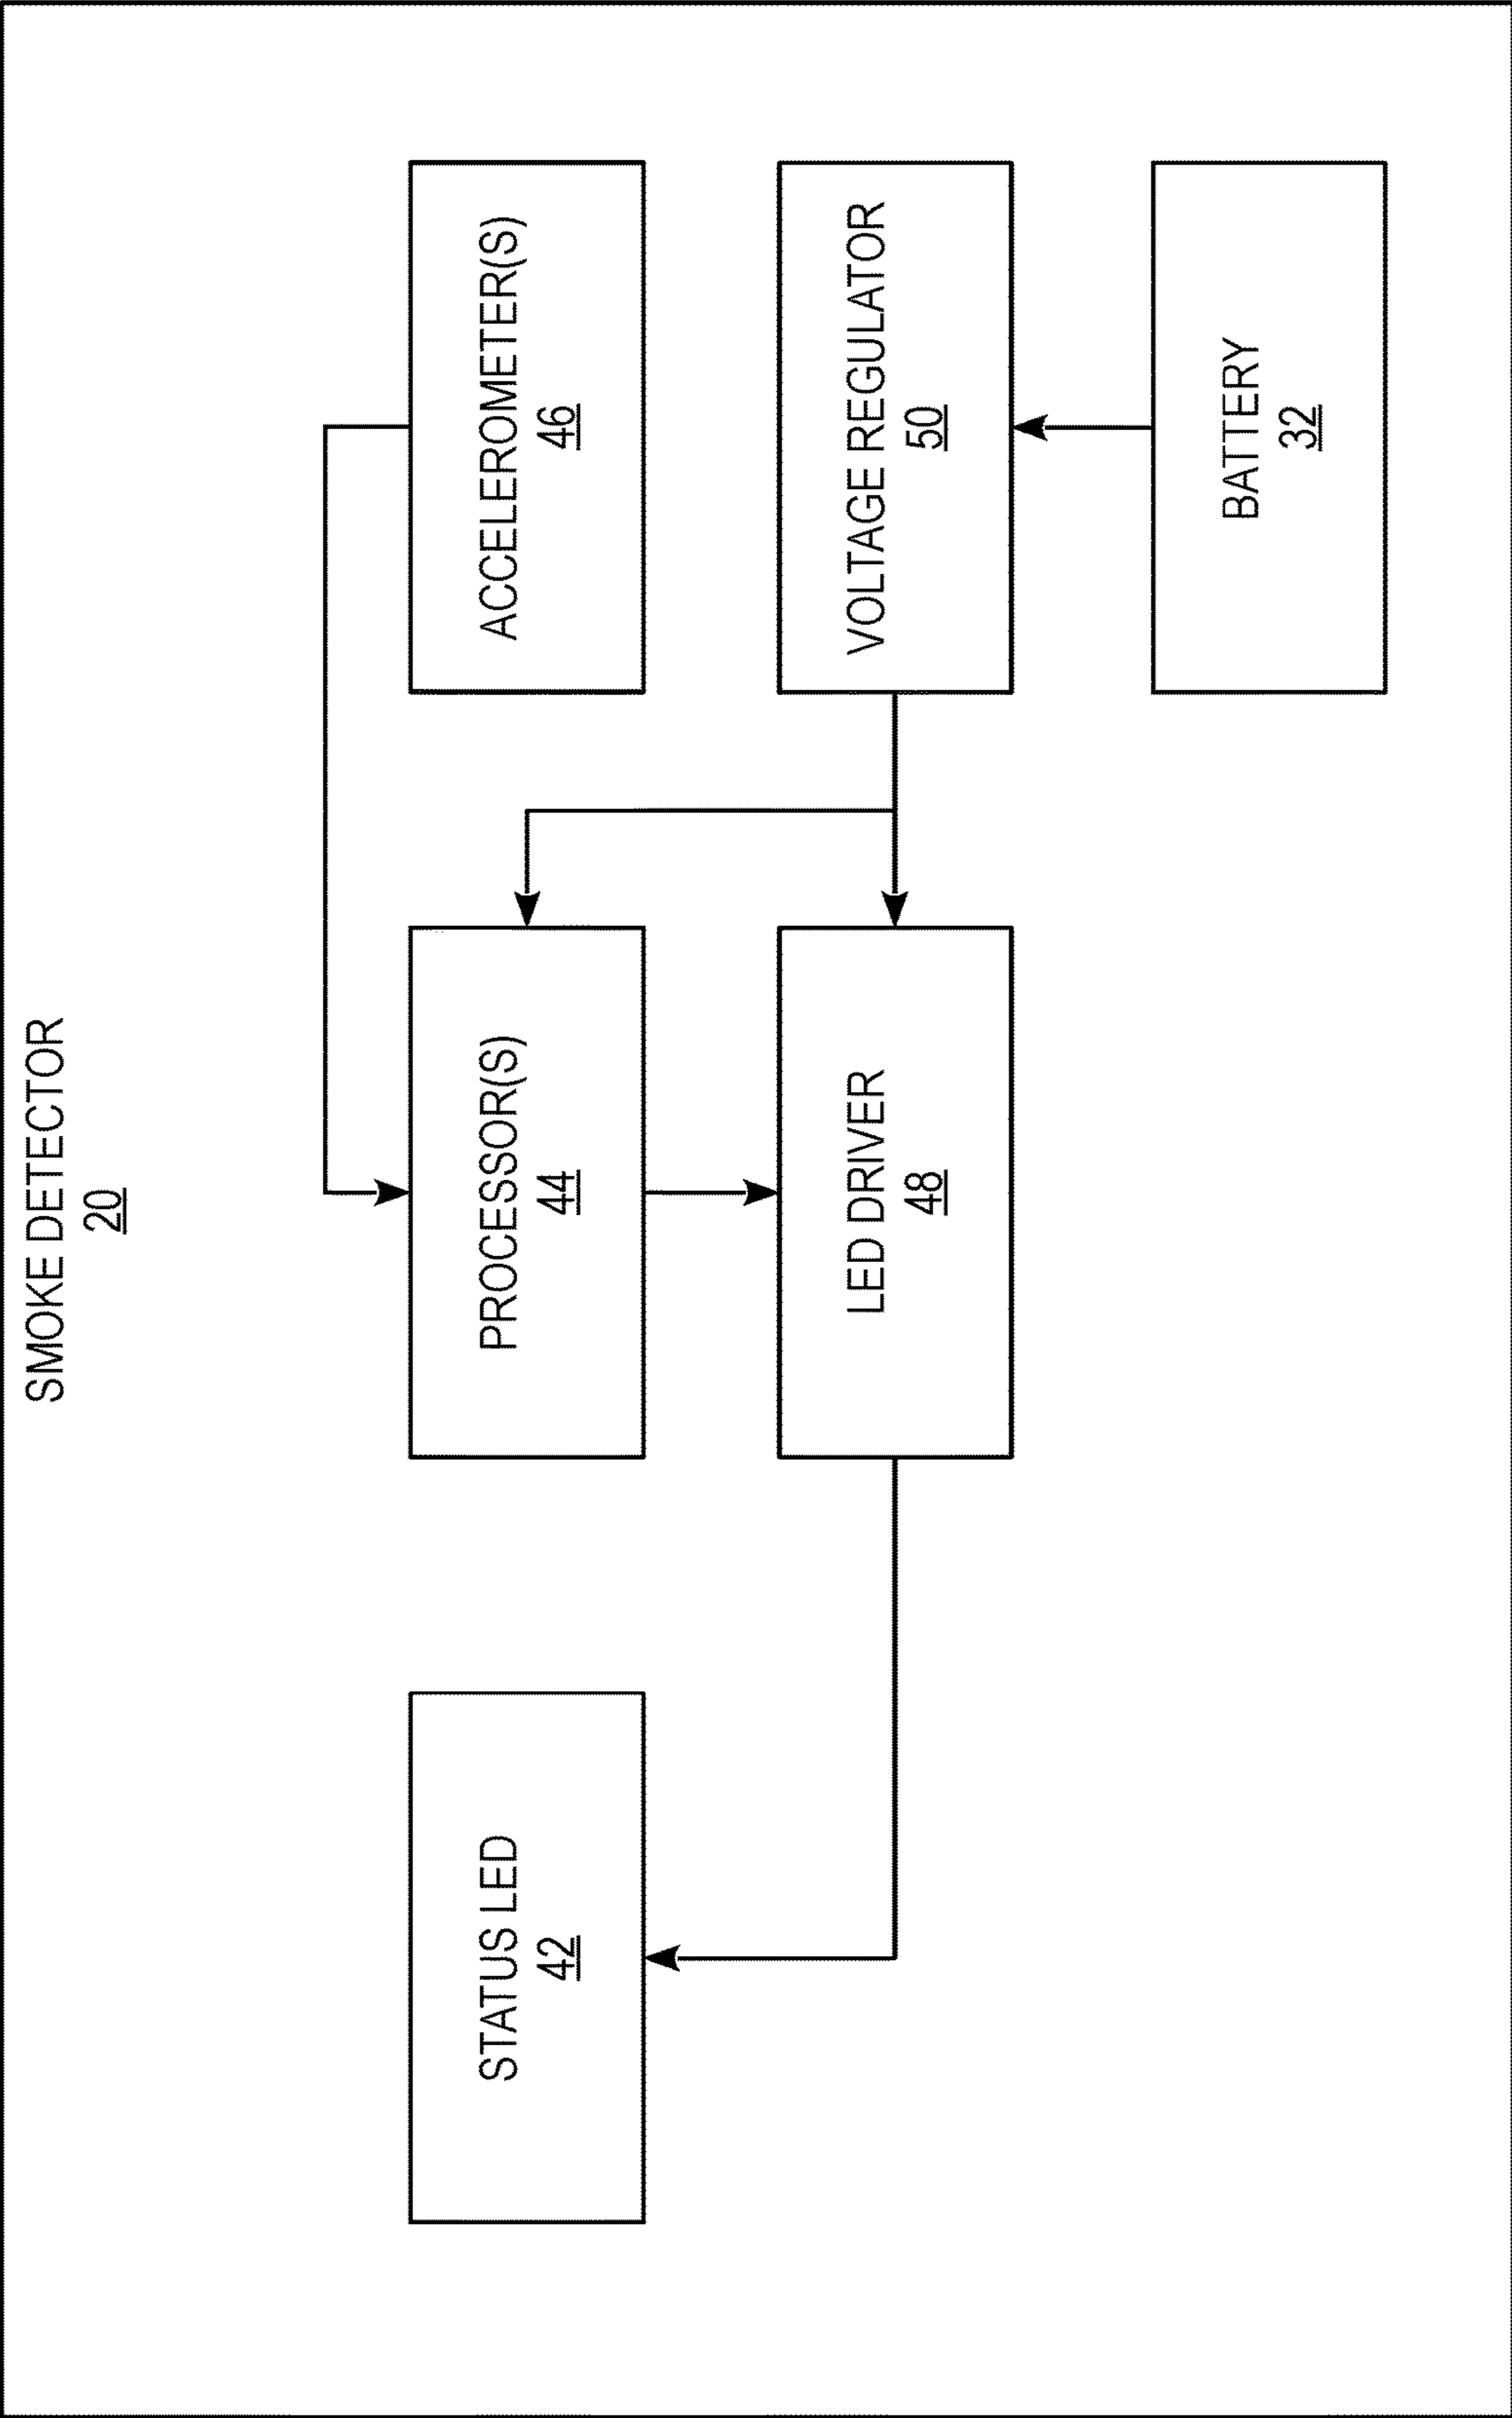 SMOKE DETECTOR
20
STATUS LED
42
PROCESSOR(S)
44
ACCELEROMETER(S)
46
LED DRIVER
48
VOLTAGE REGULATOR
50
BATTERY
32